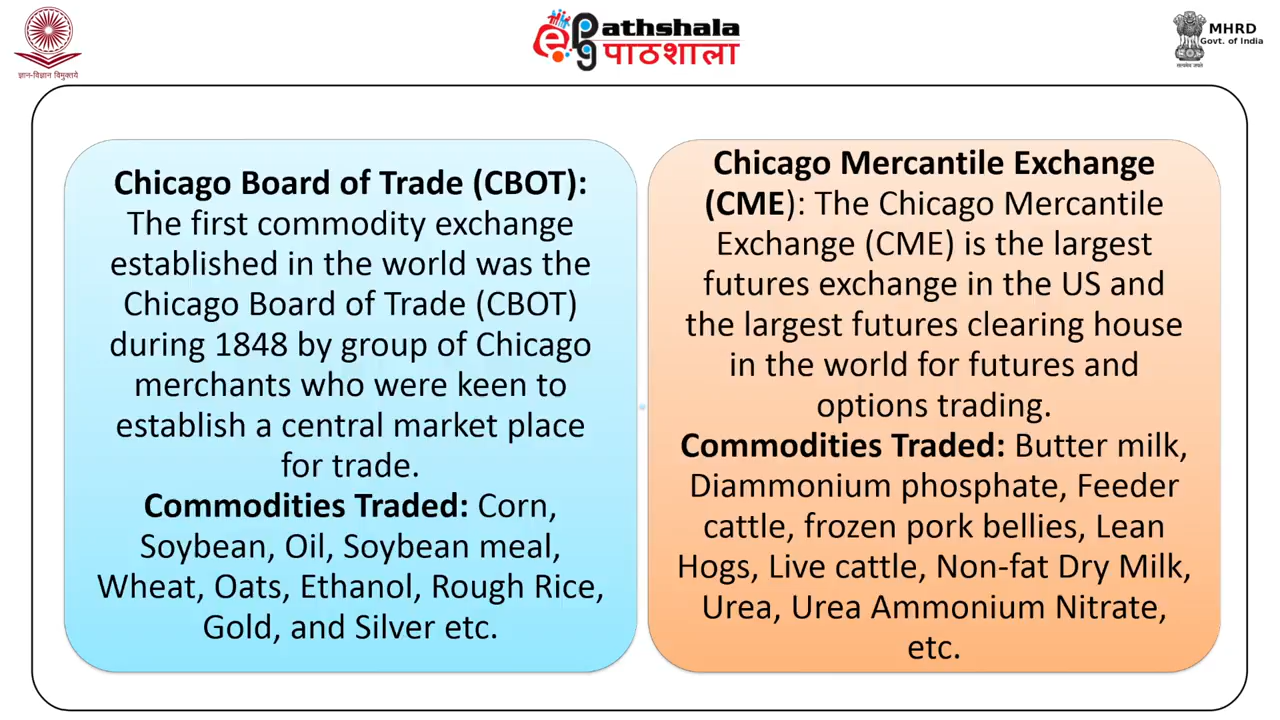 ज्ञान-विज्ञान विमुक्तये
epg
athshala
पाठशाला
MHRD
Govt. of India
सत्यमेव जयते
Chicago Board of Trade (CBOT):
The first commodity exchange
established in the world was the
Chicago Board of Trade (CBOT)
during 1848 by group of Chicago
merchants who were keen to
establish a central market place
for trade.
Commodities Traded: Corn,
Soybean, Oil, Soybean meal,
Wheat, Oats, Ethanol, Rough Rice,
Gold, and Silver etc.
Chicago Mercantile Exchange
(CME): The Chicago Mercantile
Exchange (CME) is the largest
futures exchange in the US and
the largest futures clearing house
in the world for futures and
options trading.
Commodities Traded: Butter milk,
Diammonium phosphate, Feeder
cattle, frozen pork bellies, Lean
Hogs, Live cattle, Non-fat Dry Milk,
Urea, Urea Ammonium Nitrate,
etc.